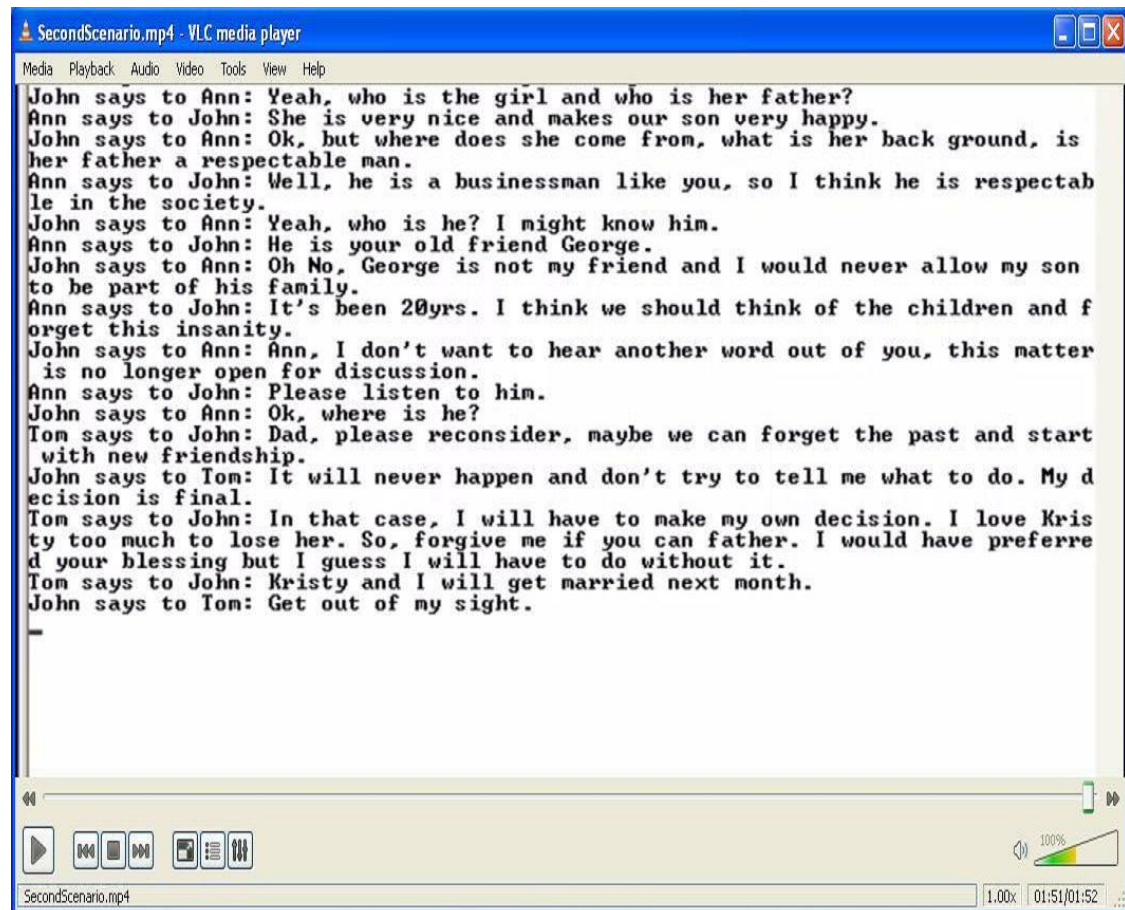 SecondScenario.mp4 - VLC media player
Media Playback Audio Video Tools View Help
John says to Ann: Yeah, who is the girl and who is her father?
Ann says to John: She is very nice and makes our son very happy.
John says to Ann: Ok, but where does she come from, what is her back ground, is
her father a respectable man.
Ann says to John: Well, he is a businessman like you, so I think he is respectab
le in the society.
John says to Ann: Yeah, who is he? I might know him.
Ann says to John: He is your old friend George.
John says to Ann: Oh No, George is not my friend and I would never allow my son
to be part of his family.
Ann says to John: It's been 20yrs. I think we should think of the children and f
orget this insanity.
John says to Ann: Ann, I don't want to hear another word out of you, this matter
is no longer open for discussion.
Ann says to John: Please listen to him.
John says to Ann: Ok, where is he?
Tom says to John: Dad, please reconsider, maybe we can forget the past and start
with new friendship.
John says to Tom: It will never happen and don't try to tell me what to do. My d
ecision is final.
Tom says to John: In that case, I will have to make my own decision. I love Kris
ty too much to lose her. So, forgive me if you can father. I would have preferre
d your blessing but I guess I will have to do without it.
Tom says to John: Kristy and I will get married next month.
John says to Tom: Get out of my sight.
100%
SecondScenario.mp4 1.00x 01:51/01:52